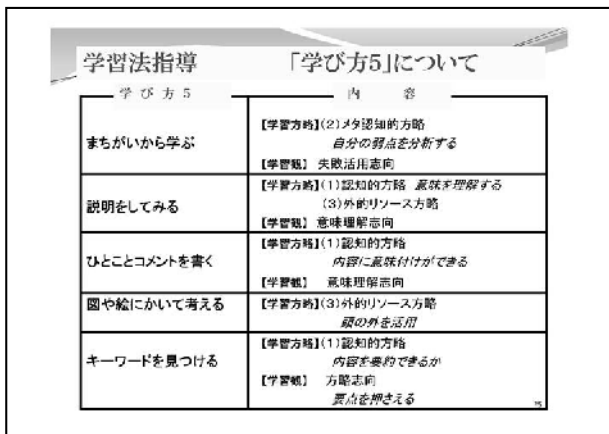 学習法指導 「学び方5」について
学び方5 内容
まちがいから学ぶ
【学習方略】(2)メタ認知的方略
自分の弱点を分析する
【学習観】 失敗活用志向
説明をしてみる
【学習方略】(1)認知的方略 意味を理解する
(3)外的リソース方略
【学習観】 意味理解志向
ひとことコメントを書く
【学習方略】(1)認知的方略
内容に意味付けができる
【学習観】 意味理解志向
図や絵にかいて考える
【学習方略】(3)外的リソース方略
頭の外を活用
キーワードを見つける
【学習方略】(1)認知的方略
内容を要約できるか
【学習観】 方略志向
要点を押さえる